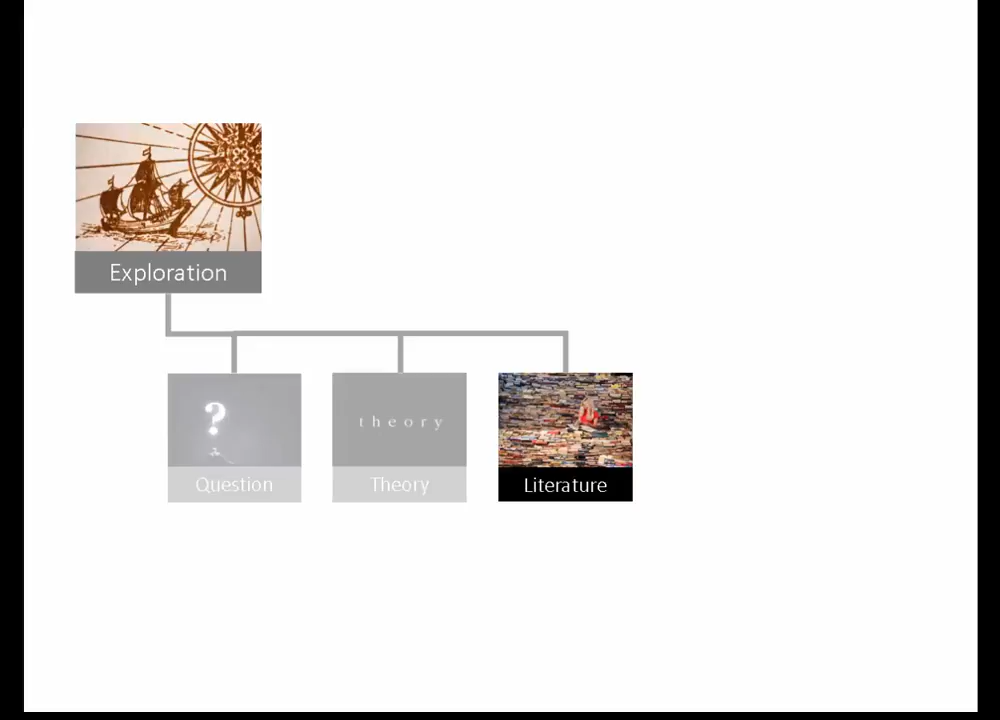 Exploration
?
theory
Question
Theory
Literature